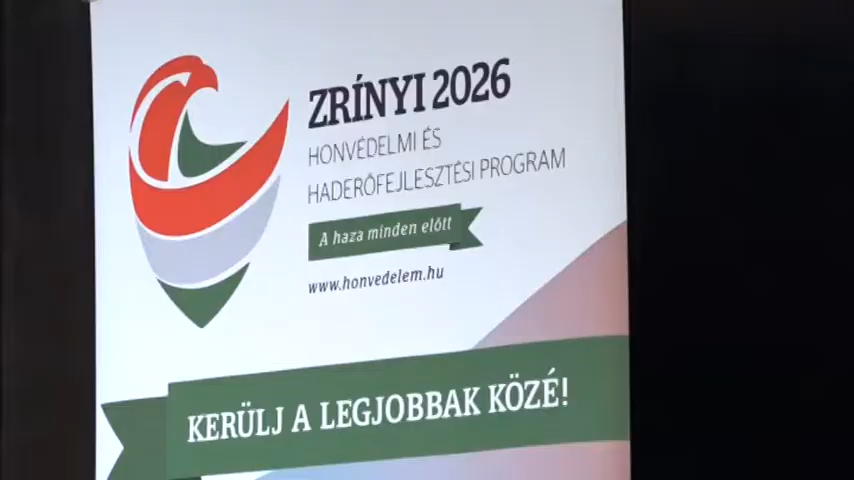 ZRÍNYI 2026
HONVÉDELMI ÉS
HADERŐFEJLESZTÉSI PROGRAM
A haza minden előtt
www.honvedelem.hu
KERÜLJ A LEGJOBBAK KÖZÉ!